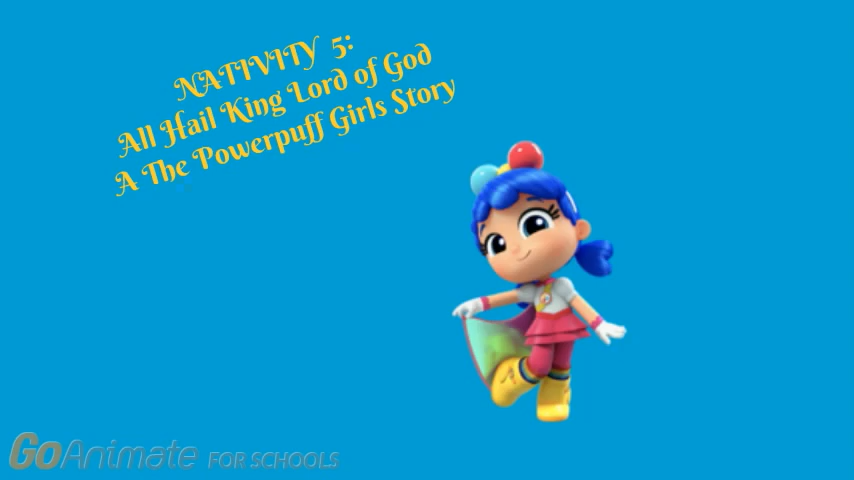 NATIVITY 5:
All Hail King Lord of God
A The Powerpuff Girls Story
GoAnimate FOR SCHOOLS